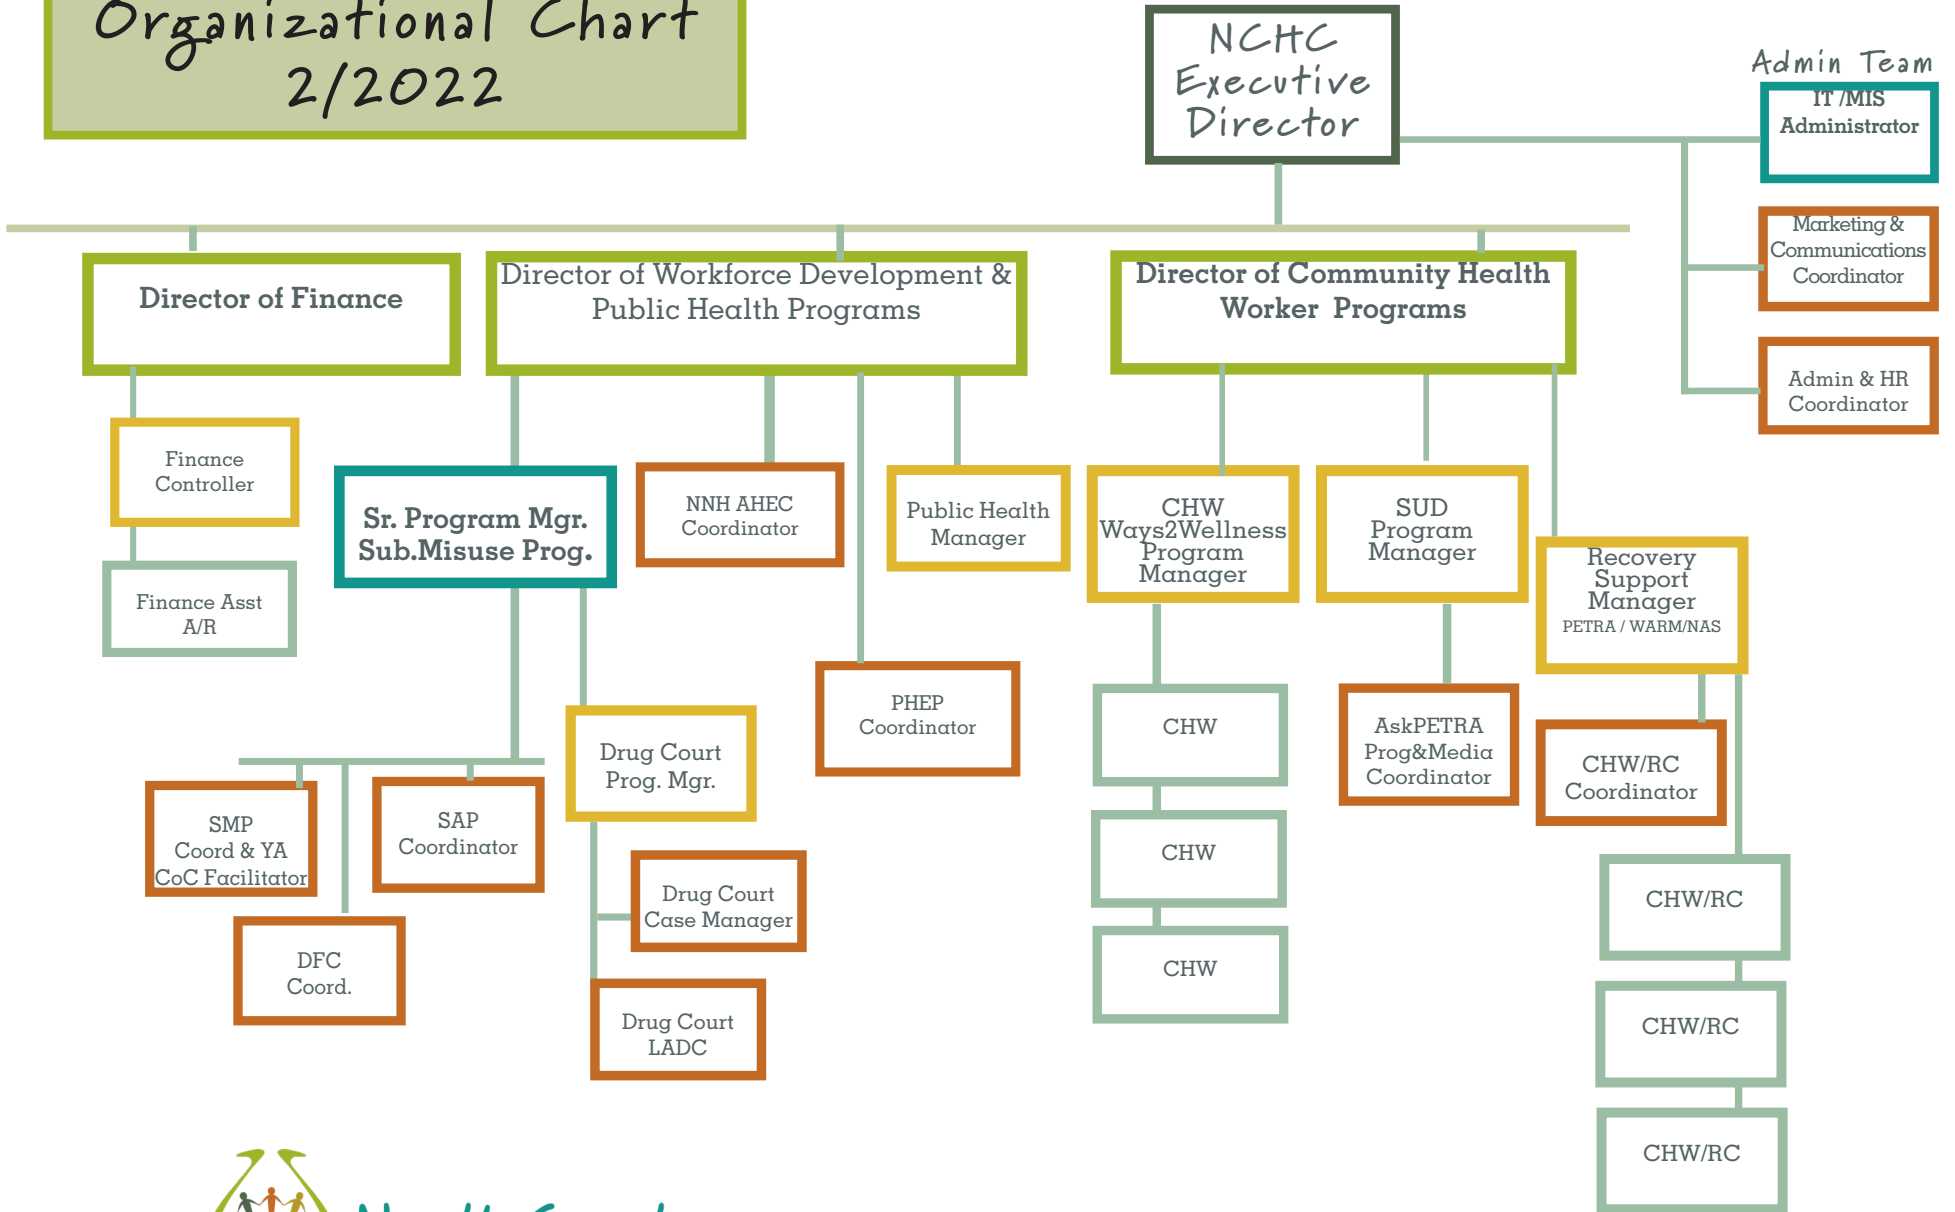 Organizational Chart
2/2022
NCHC
Executive
Director
Admin Team
IT /MIS
Administrator
Marketing &
Communications
Coordinator
Admin & HR
Coordinator
Director of Finance
Director of Workforce Development &
Public Health Programs
Director of Community Health
Worker Programs
Finance
Controller
Finance Asst
A/R
Sr. Program Mgr.
Sub.Misuse Prog.
NNH AHEC
Coordinator
Public Health
Manager
PHEP
Coordinator
SMP
Coord & YA
CoC Facilitator
SAP
Coordinator
DFC
Coord.
Drug Court
Prog. Mgr.
Drug Court
Case Manager
Drug Court
LADC
CHW
Ways2Wellness
Program
Manager
CHW
CHW
CHW
SUD
Program
Manager
AskPETRA
Prog&Media
Coordinator
Recovery
Support
Manager
PETRA / WARM/NAS
CHW/RC
Coordinator
CHW/RC
CHW/RC
CHW/RC